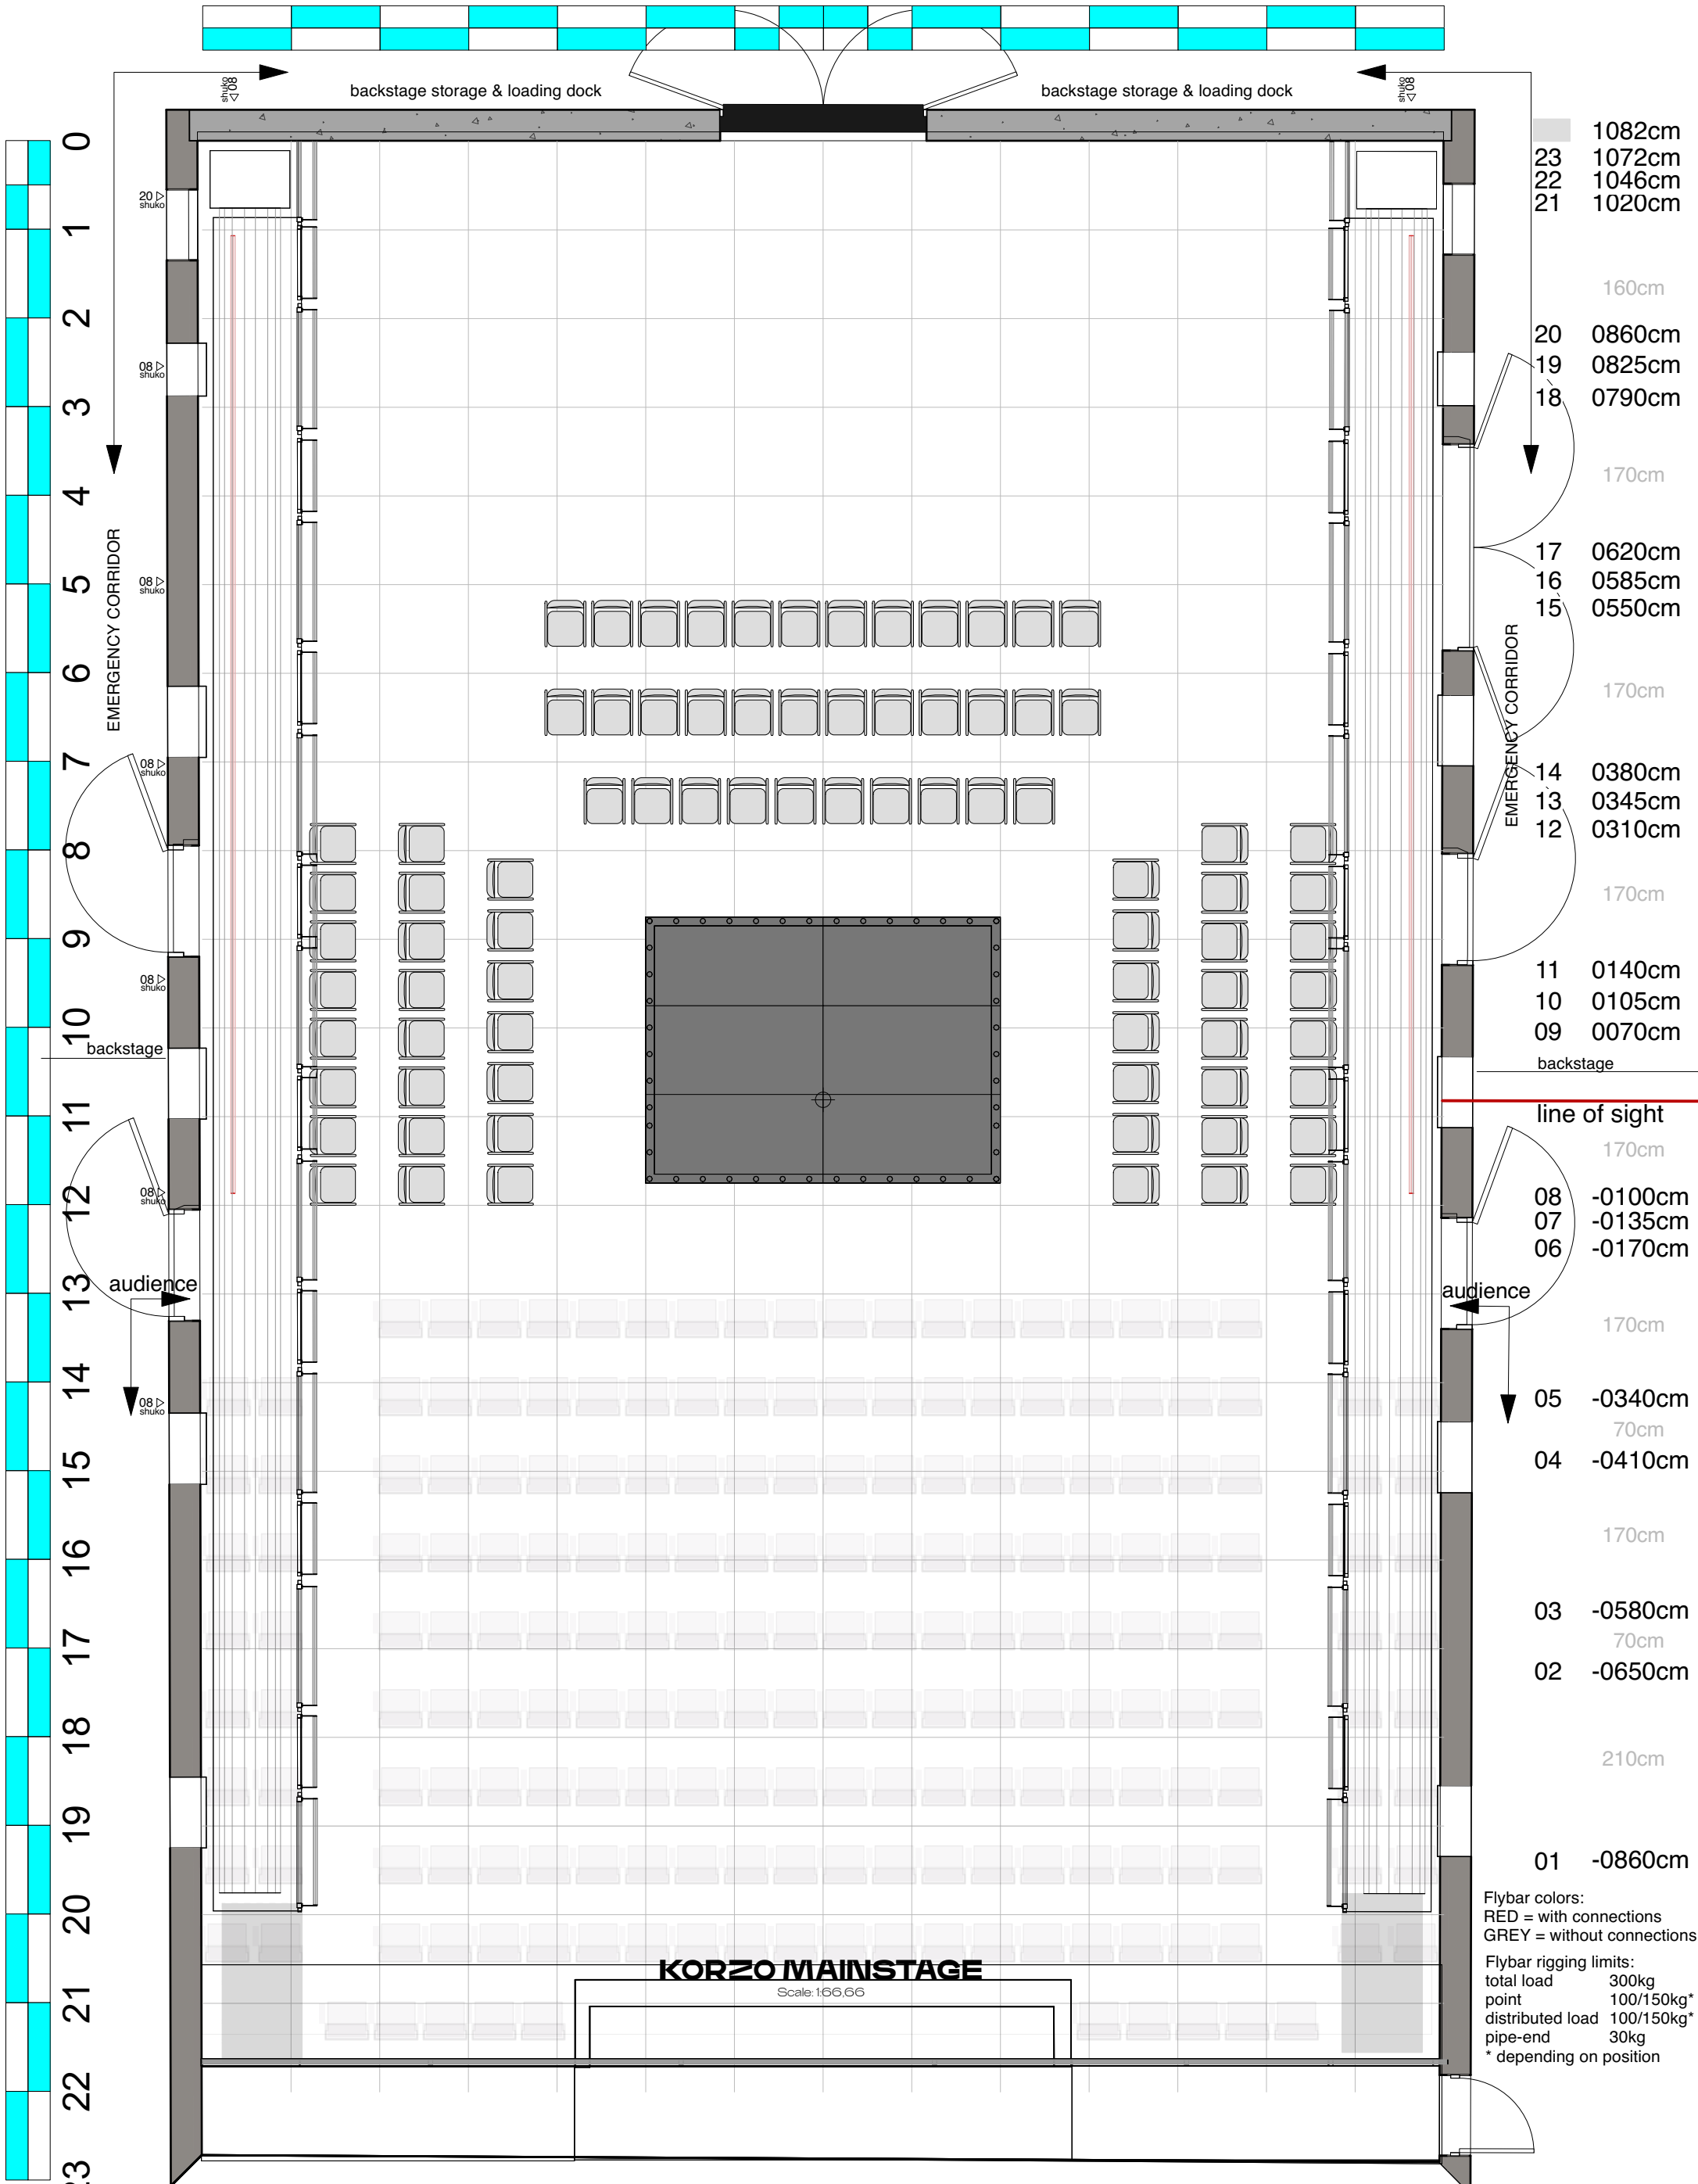 backstage storage & loading dock
backstage storage & loading dock
shuko
08
shuko
08
0
1
2
3
4
5
6
7
8
9
10
11
12
13
14
15
16
17
18
19
20
21
22
23
20
shuko
08
shuko
08
shuko
08
shuko
08
shuko
08
shuko
08
shuko
EMERGENCY CORRIDOR
EMERGENCY CORRIDOR
backstage
audience
1082cm
23 1072cm
22 1046cm
21 1020cm
160cm
20 0860cm
19 0825cm
18 0790cm
170cm
17 0620cm
16 0585cm
15 0550cm
170cm
14 0380cm
13 0345cm
12 0310cm
170cm
11 0140cm
10 0105cm
09 0070cm
backstage
line of sight
170cm
08 -0100cm
07 -0135cm
06 -0170cm
audience
170cm
05 -0340cm
70cm
04 -0410cm
170cm
03 -0580cm
70cm
02 -0650cm
210cm
01 -0860cm
Flybar colors:
RED = with connections
GREY = without connections
Flybar rigging limits:
total load 300kg
point 100/150kg*
distributed load 100/150kg*
pipe-end 30kg
* depending on position
KORZO MAINSTAGE
Scale: 1:66,66